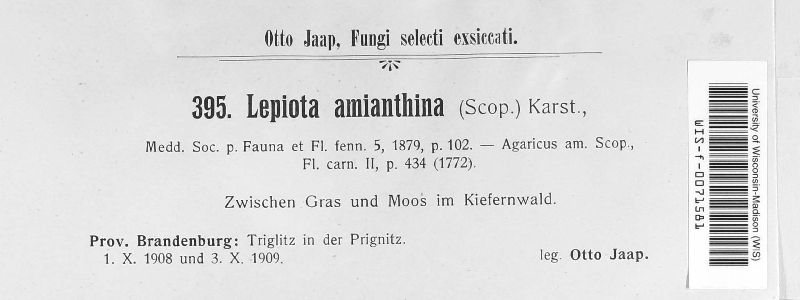 Otto Jaap, Fungi selecti exsiccati.
395. Lepiota amianthina (Scop.) Karst.,
Medd. Soc. p. Fauna et Fl. fenn. 5, 1879, p. 102. — Agaricus am. Scop.,
Fl. carn. II, p. 434 (1772).
Zwischen Gras und Moos im Kiefernwald.
Prov. Brandenburg: Triglitz in der Prignitz.
1. X. 1908 und 3. X. 1909.
leg. Otto Jaap.
University of Wisconsin-Madison (WIS)
WIS-f-0071581